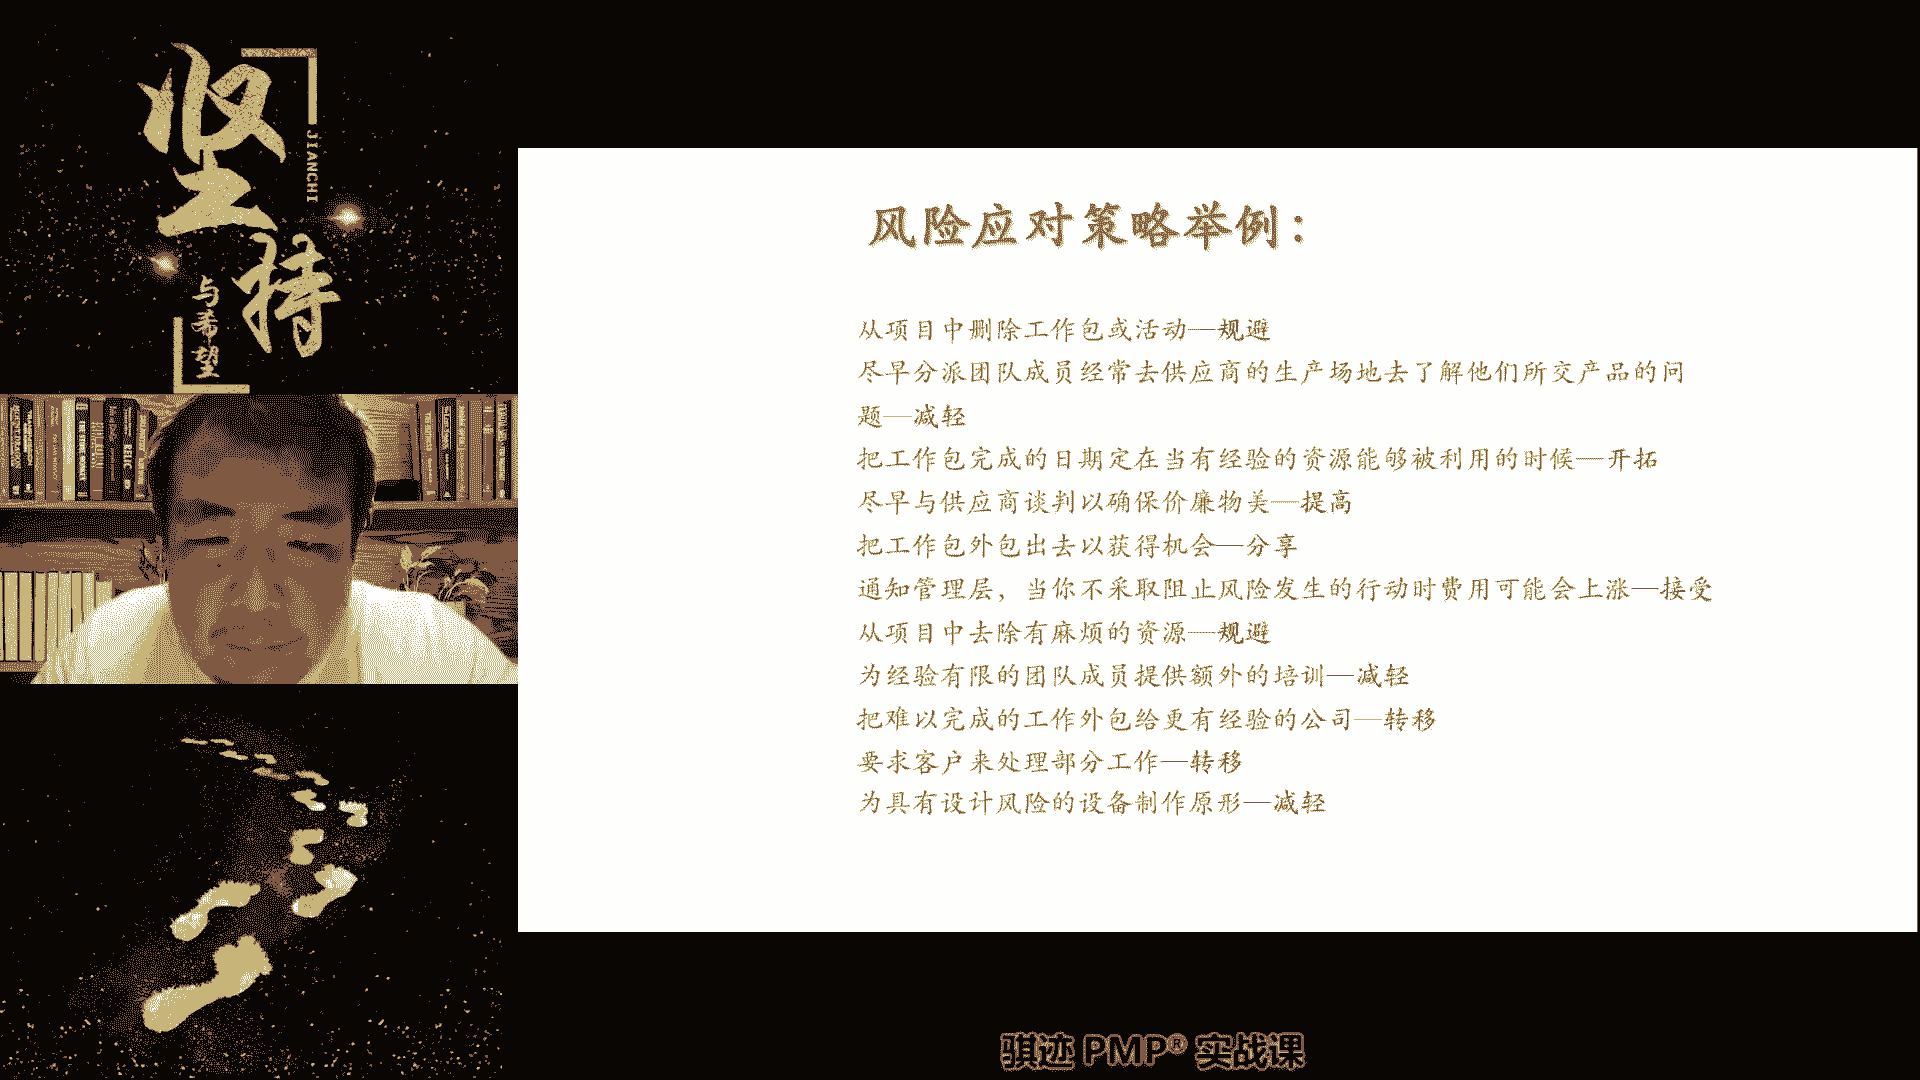 坚持
JIANCHI
与希望
风险应对策略举例：
从项目中删除工作包或活动—规避
尽早分派团队成员经常去供应商的生产场地去了解他们所交产品的问
题—减轻
把工作包完成的日期定在当有经验的资源能够被利用的时候—开拓
尽早与供应商谈判以确保价廉物美—提高
把工作包外包出去以获得机会—分享
通知管理层，当你不采取阻止风险发生的行动时费用可能会上涨—接受
从项目中去除有麻烦的资源—规避
为经验有限的团队成员提供额外的培训—减轻
把难以完成的工作外包给更有经验的公司—转移
要求客户来处理部分工作—转移
为具有设计风险的设备制作原形—减轻
骐迹 PMP® 实战课